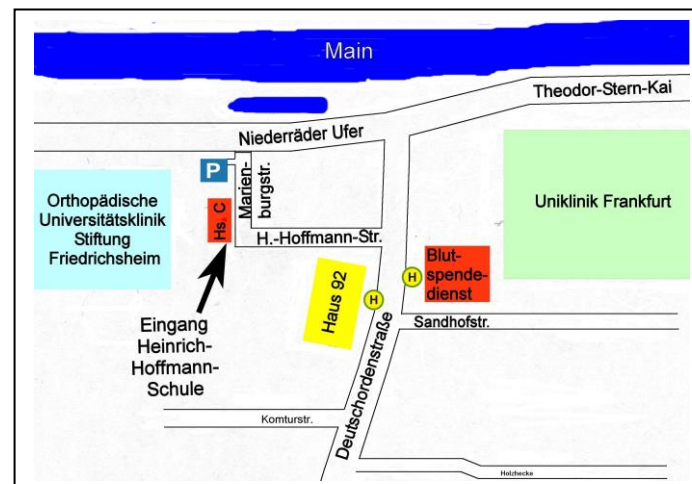 Main
Theodor-Stern-Kai
Niederräder Ufer
P
Marien-
burgstr.
Orthopädische
Universitätsklinik
Stiftung
Friedrichsheim
Hs. C
Uniklinik Frankfurt
H.-Hoffmann-Str.
Blut-
spende-
dienst
H
H
Haus 92
Sandhofstr.
Eingang
Heinrich-
Hoffmann-
Schule
Deutschordenstraße
Komturstr.
Holzhecke